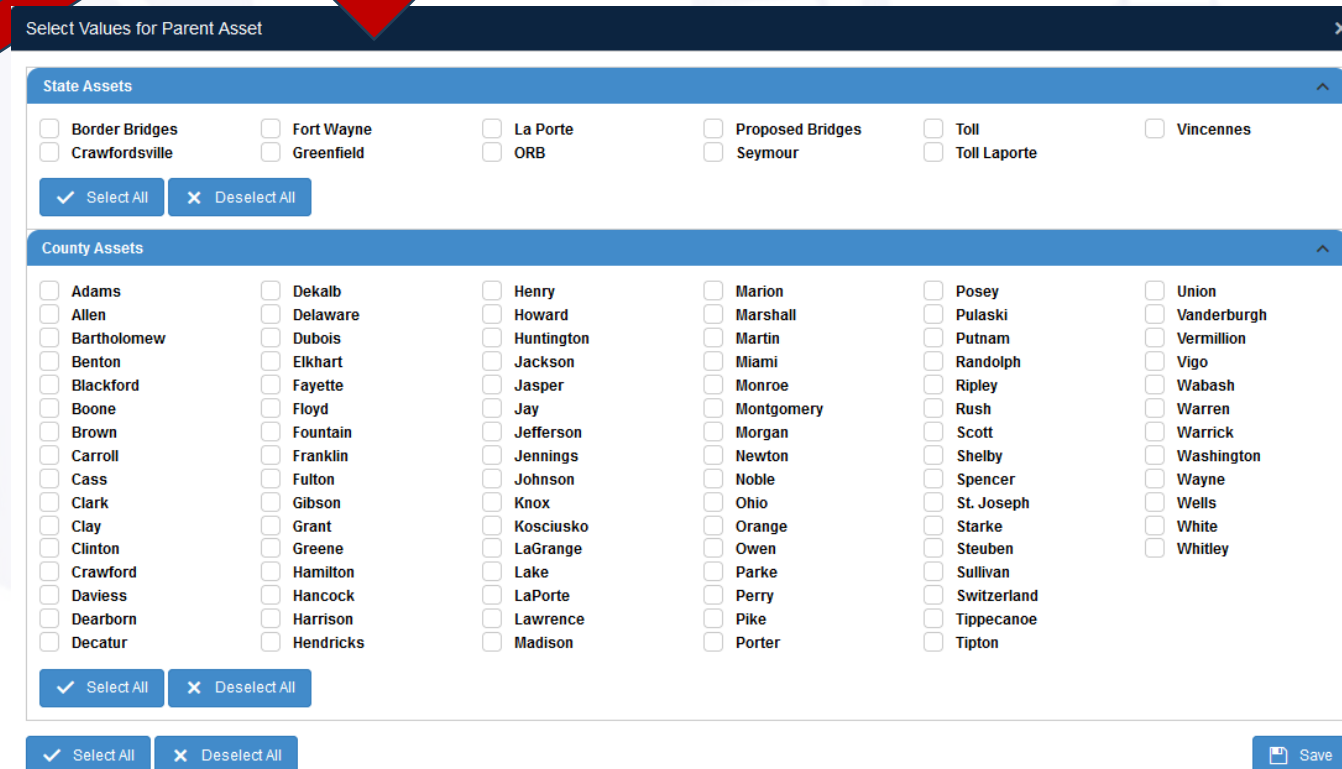 Select Values for Parent Asset
State Assets
Border Bridges Fort Wayne La Porte Proposed Bridges Toll Vincennes
Crawfordsville Greenfield ORB Seymour Toll Laporte
Select All Deselect All
County Assets
Adams Dekalb Henry Marion Posey Union
Allen Delaware Howard Marshall Pulaski Vanderburgh
Bartholomew Dubois Huntington Martin Putnam Vermillion
Benton Elkhart Jackson Miami Randolph Vigo
Blackford Fayette Jasper Monroe Ripley Wabash
Boone Floyd Jay Montgomery Rush Warren
Brown Fountain Jefferson Morgan Scott Warrick
Carroll Franklin Jennings Newton Shelby Washington
Cass Fulton Johnson Noble Spencer Wayne
Clark Gibson Knox Ohio St. Joseph Wells
Clay Grant Kosciusko Orange Starke White
Clinton Greene LaGrange Owen Steuben Whitley
Crawford Hamilton Lake Parke Sullivan
Daviess Hancock LaPorte Perry Switzerland
Dearborn Harrison Lawrence Pike Tippecanoe
Decatur Hendricks Madison Porter Tipton
Select All Deselect All
Select All Deselect All Save